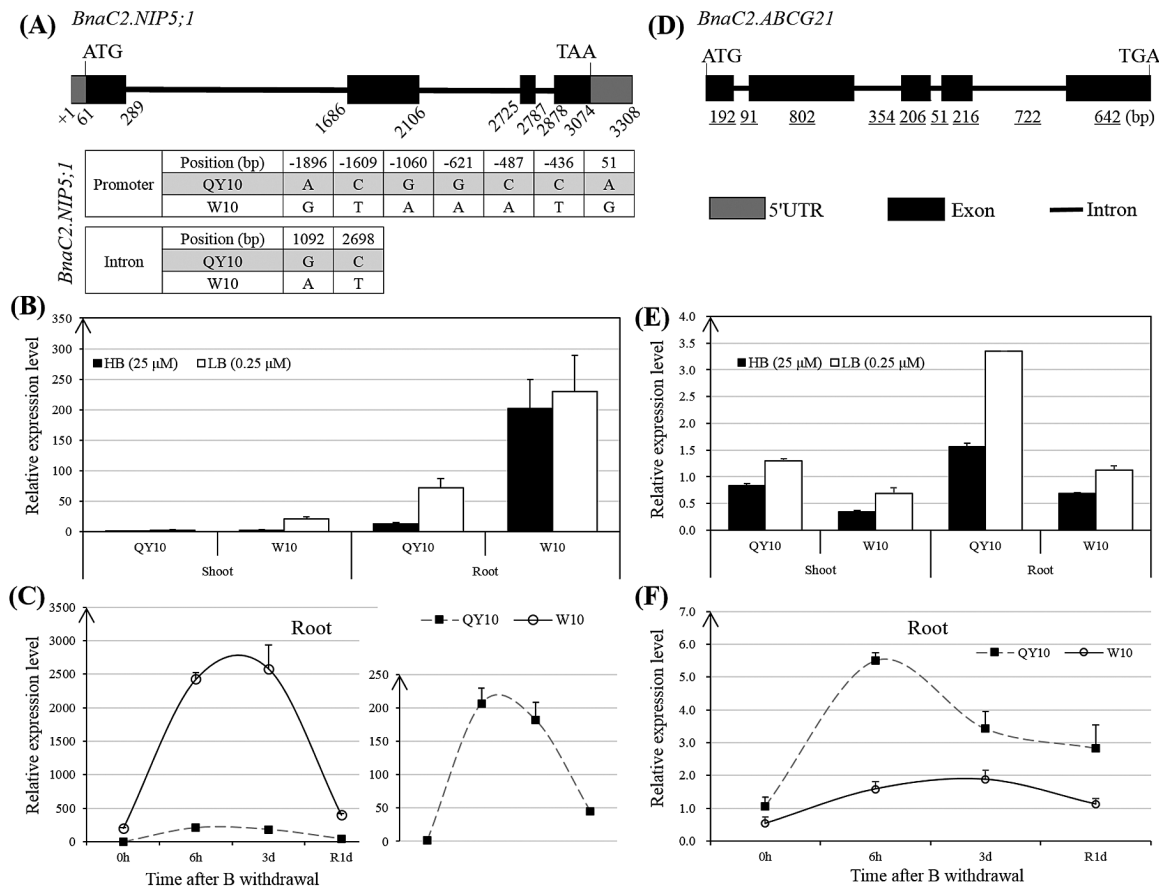 (A) BnaC2.NIP5;1
ATG TAA
+1 61 289 1686 2106 2725 2787 2878 3074 3308
BnaC2.NIP5;1
Promoter Position (bp) -1896 -1609 -1060 -621 -487 -436 51
QY10 A C G G C C A
W10 G T A A A T G
Intron Position (bp) 1092 2698
QY10 G C
W10 A T
(D) BnaC2.ABCG21
ATG TGA
192 91 802 354 206 51 216 722 642 (bp)
5'UTR Exon Intron
(B)
Relative expression level
350
300
250
200
150
100
50
0
HB (25 μM) LB (0.25 μM)
QY10 W10 QY10 W10
Shoot Root
(E)
Relative expression level
4.0
3.5
3.0
2.5
2.0
1.5
1.0
0.5
0.0
HB (25 μM) LB (0.25 μM)
QY10 W10 QY10 W10
Shoot Root
(C)
Relative expression level
3500
3000
2500
2000
1500
1000
500
0
Root
QY10 W10
250
200
150
100
50
0
0h 6h 3d R1d
Time after B withdrawal
(F)
Relative expression level
7.0
6.0
5.0
4.0
3.0
2.0
1.0
0.0
Root
QY10 W10
0h 6h 3d R1d
Time after B withdrawal